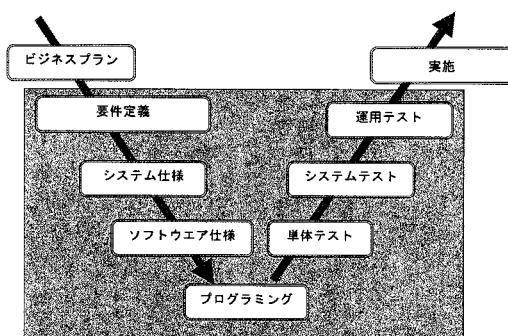 ビジネスプラン
実施
要件定義
運用テスト
システム仕様
システムテスト
ソフトウエア仕様
単体テスト
プログラミング